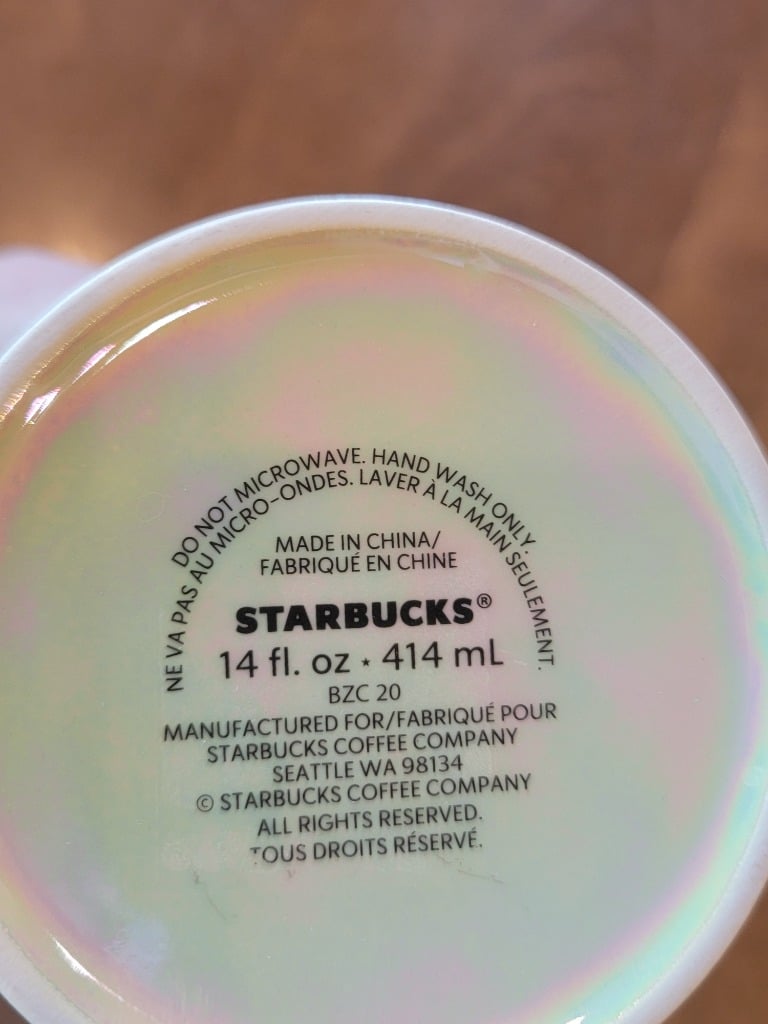 DO NOT MICROWAVE. HAND WASH ONLY.
NE VA PAS AU MICRO-ONDES. LAVER À LA MAIN SEULEMENT.
MADE IN CHINA/
FABRIQUÉ EN CHINE
STARBUCKS®
14 fl. oz ⋆ 414 mL
BZC 20
MANUFACTURED FOR/FABRIQUÉ POUR
STARBUCKS COFFEE COMPANY
SEATTLE WA 98134
© STARBUCKS COFFEE COMPANY
ALL RIGHTS RESERVED.
TOUS DROITS RÉSERVÉ.